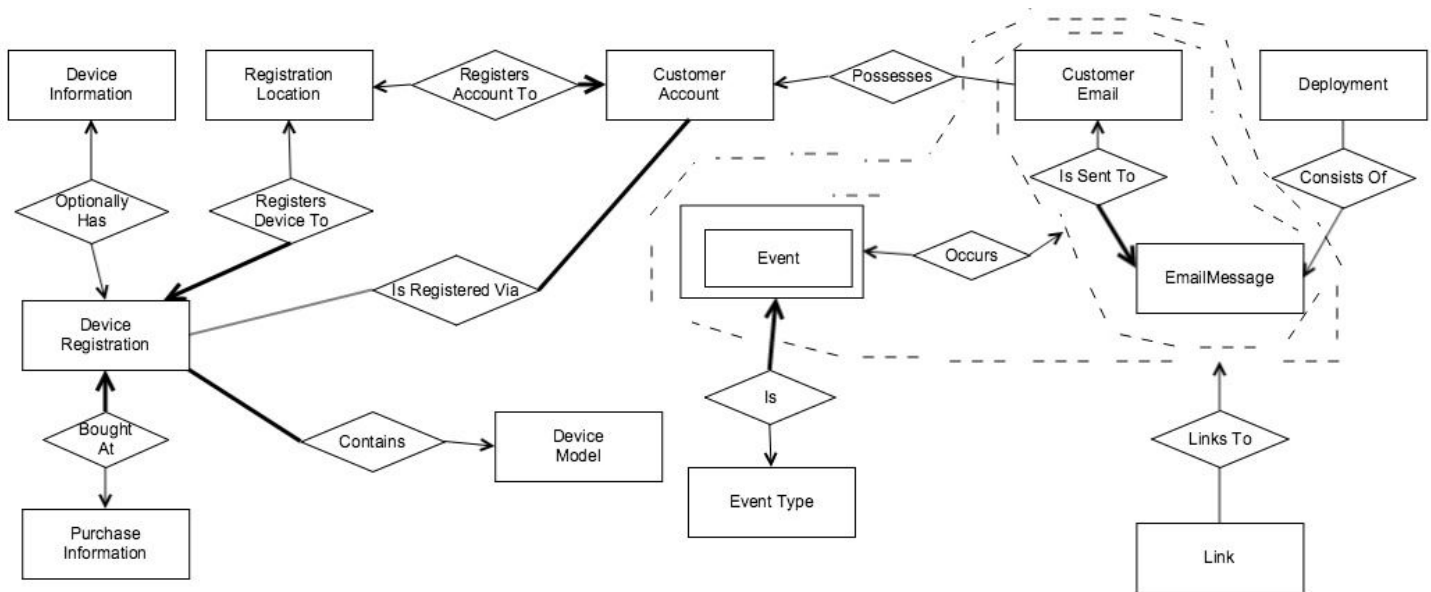 Device
Information
Registration
Location
Registers
Account To
Customer
Account
Possesses
Customer
Email
Deployment
Optionally
Has
Registers
Device To
Is Sent To
Consists Of
Event
Occurs
EmailMessage
Is Registered Via
Device
Registration
Is
Bought
At
Contains
Device
Model
Links To
Event Type
Purchase
Information
Link